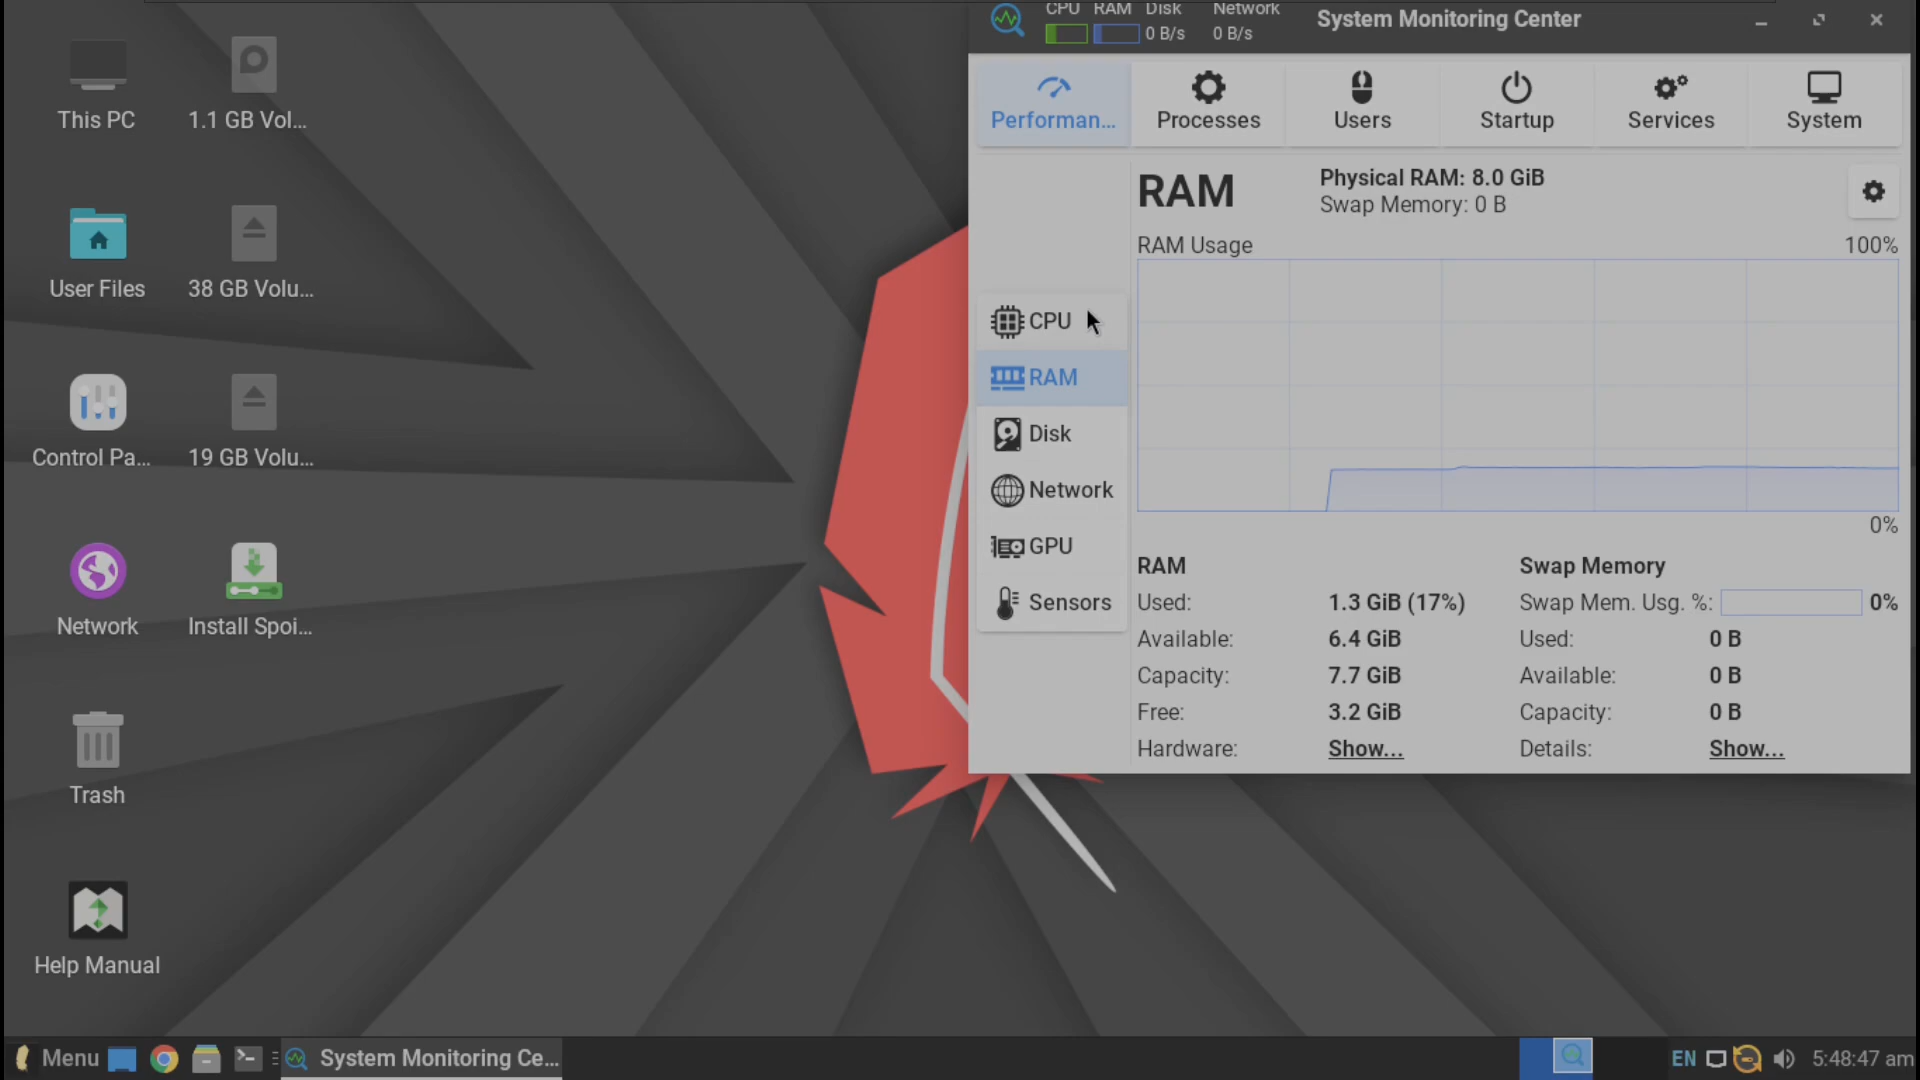 This PC
1.1 GB Vol...
User Files
38 GB Volu...
Control Pa...
19 GB Volu...
Network
Install Spoi...
Trash
Help Manual
CPU RAM Disk Network
0 B/s 0 B/s
System Monitoring Center
Performan...
Processes
Users
Startup
Services
System
CPU
RAM
Disk
Network
GPU
Sensors
RAM
Physical RAM: 8.0 GiB
Swap Memory: 0 B
RAM Usage 100%
0%
RAM
Used: 1.3 GiB (17%)
Available: 6.4 GiB
Capacity: 7.7 GiB
Free: 3.2 GiB
Hardware: Show...
Swap Memory
Swap Mem. Usg. %: 0%
Used: 0 B
Available: 0 B
Capacity: 0 B
Details: Show...
Menu
System Monitoring Ce...
EN
5:48:47 am